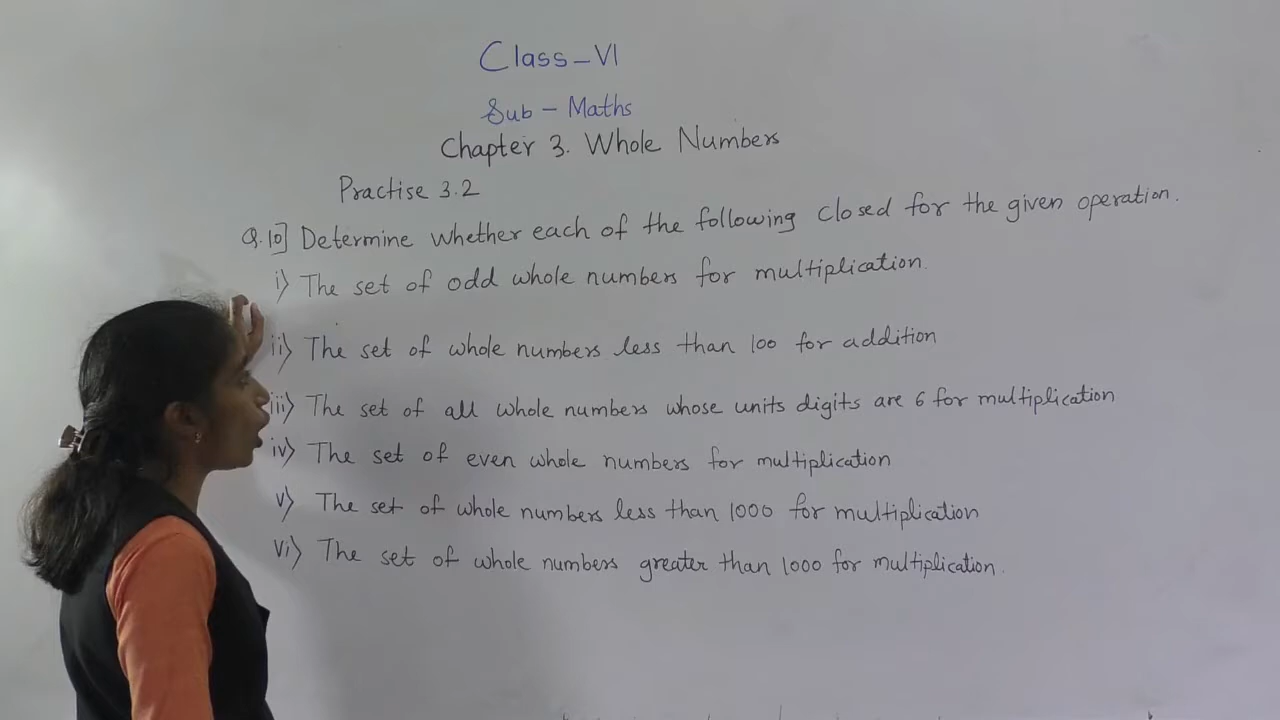 Class-VI
Sub - Maths
Chapter 3. Whole Numbers
Practise 3.2
Q.10] Determine whether each of the following closed for the given operation.
i) The set of odd whole numbers for multiplication.
ii) The set of whole numbers less than 100 for addition
iii) The set of all whole numbers whose units digits are 6 for multiplication
iv) The set of even whole numbers for multiplication
v) The set of whole numbers less than 1000 for multiplication
vi) The set of whole numbers greater than 1000 for multiplication.